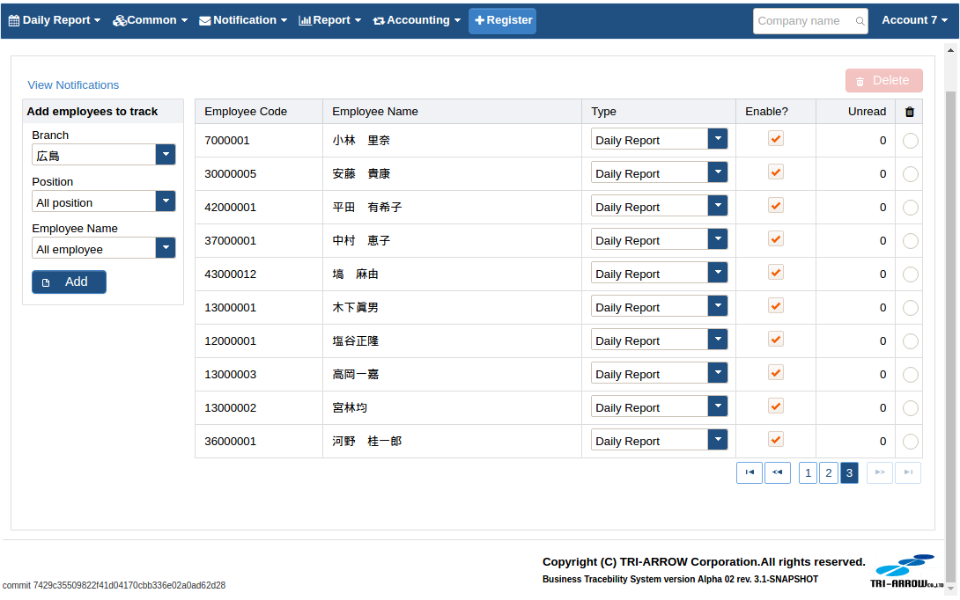 Daily Report Common Notification Report Accounting Register Company name Account 7
View Notifications
Delete
Add employees to track
Branch
広島
Position
All position
Employee Name
All employee
Add
Employee Code Employee Name Type Enable? Unread
7000001 小林　里奈 Daily Report 0
30000005 安藤　貴康 Daily Report 0
42000001 平田　有希子 Daily Report 0
37000001 中村　恵子 Daily Report 0
43000012 塙　麻由 Daily Report 0
13000001 木下眞男 Daily Report 0
12000001 塩谷正隆 Daily Report 0
13000003 高岡一嘉 Daily Report 0
13000002 宮林均 Daily Report 0
36000001 河野　桂一郎 Daily Report 0
1 2 3
Copyright (C) TRI-ARROW Corporation.All rights reserved.
Business Tracebility System version Alpha 02 rev. 3.1-SNAPSHOT
TRI-ARROW Co.,LTD
commit 7429c35509822f41d04170cbb336e02a0ad62d28